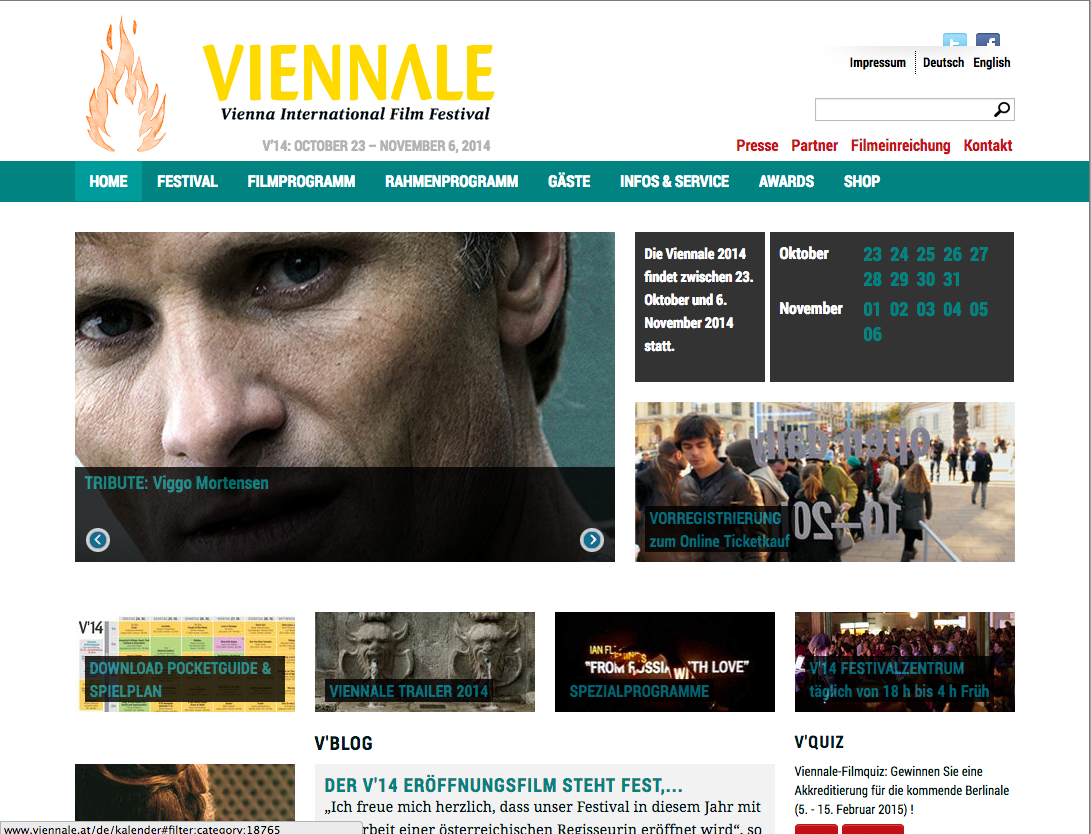 VIENNALE
Vienna International Film Festival
V'14: OCTOBER 23 – NOVEMBER 6, 2014
Impressum
Deutsch English
Presse Partner Filmeinreichung Kontakt
HOME FESTIVAL FILMPROGRAMM RAHMENPROGRAMM GÄSTE INFOS & SERVICE AWARDS SHOP
TRIBUTE: Viggo Mortensen
Die Viennale 2014
findet zwischen 23.
Oktober und 6.
November 2014
statt.
Oktober 23 24 25 26 27
28 29 30 31
November 01 02 03 04 05
06
open daily
10–20
VORREGISTRIERUNG
zum Online Ticketkauf
V'14
DOWNLOAD POCKETGUIDE &
SPIELPLAN
VIENNALE TRAILER 2014
"FROM RUSSIA WITH LOVE"
SPEZIALPROGRAMME
V'14 FESTIVALZENTRUM
täglich von 18 h bis 4 h Früh
V'BLOG
DER V'14 ERÖFFNUNGSFILM STEHT FEST,...
„Ich freue mich herzlich, dass unser Festival in diesem Jahr mit
arbeit einer österreichischen Regisseurin eröffnet wird“, so
V'QUIZ
Viennale-Filmquiz: Gewinnen Sie eine
Akkreditierung für die kommende Berlinale
(5. - 15. Februar 2015) !
www.viennale.at/de/kalender#filter:category:18765